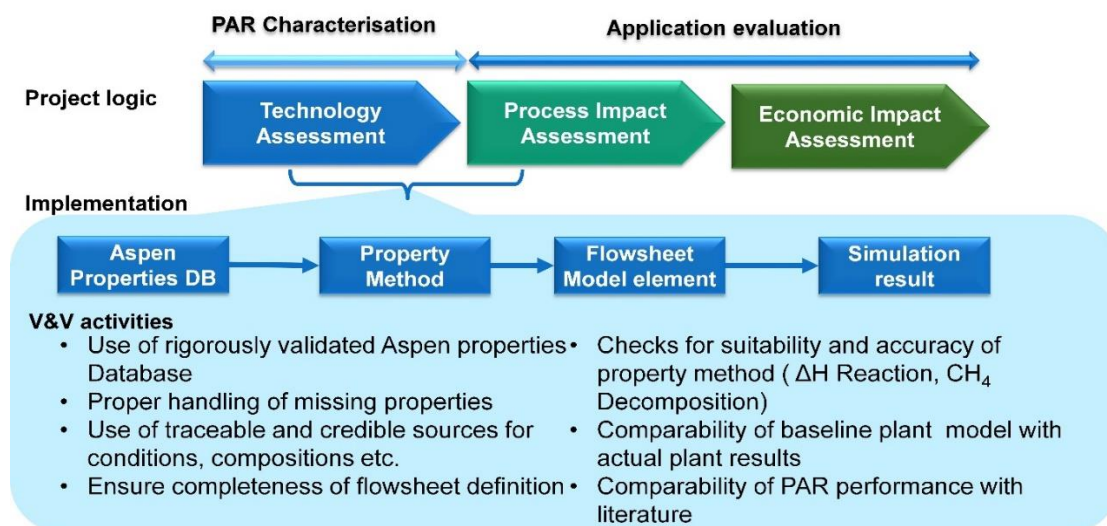 PAR Characterisation
Application evaluation
Project logic
Technology
Assessment
Process Impact
Assessment
Economic Impact
Assessment
Implementation
Aspen
Properties DB
Property
Method
Flowsheet
Model element
Simulation
result
V&V activities
• Use of rigorously validated Aspen properties
Database
• Proper handling of missing properties
• Use of traceable and credible sources for
conditions, compositions etc.
• Ensure completeness of flowsheet definition
• Checks for suitability and accuracy of
property method ( ΔH Reaction, CH₄
Decomposition)
• Comparability of baseline plant model with
actual plant results
• Comparability of PAR performance with
literature